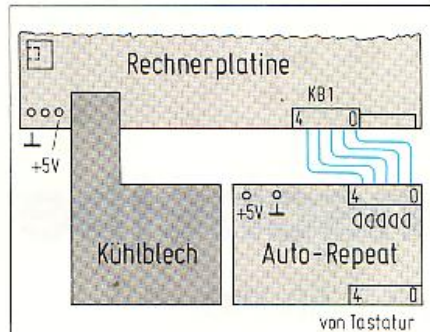 Rechnerplatine
KB1
4 0
+5V
+5V
4 0
Kühlblech
Auto-Repeat
4 0
von Tastatur